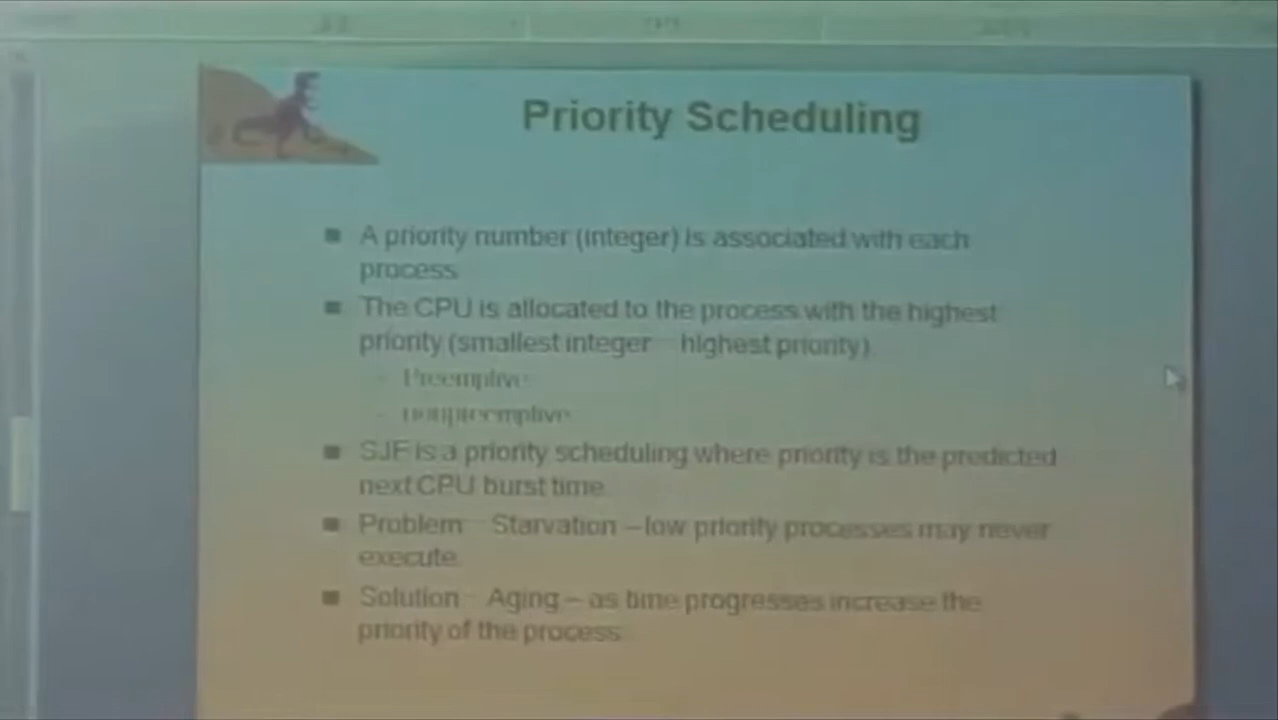 Priority Scheduling
A priority number (integer) is associated with each
process
The CPU is allocated to the process with the highest
priority (smallest integer highest priority)
- Preemptive
- nonpreemptive
SJF is a priority scheduling where priority is the predicted
next CPU burst time
Problem Starvation – low priority processes may never
execute
Solution Aging – as time progresses increase the
priority of the process